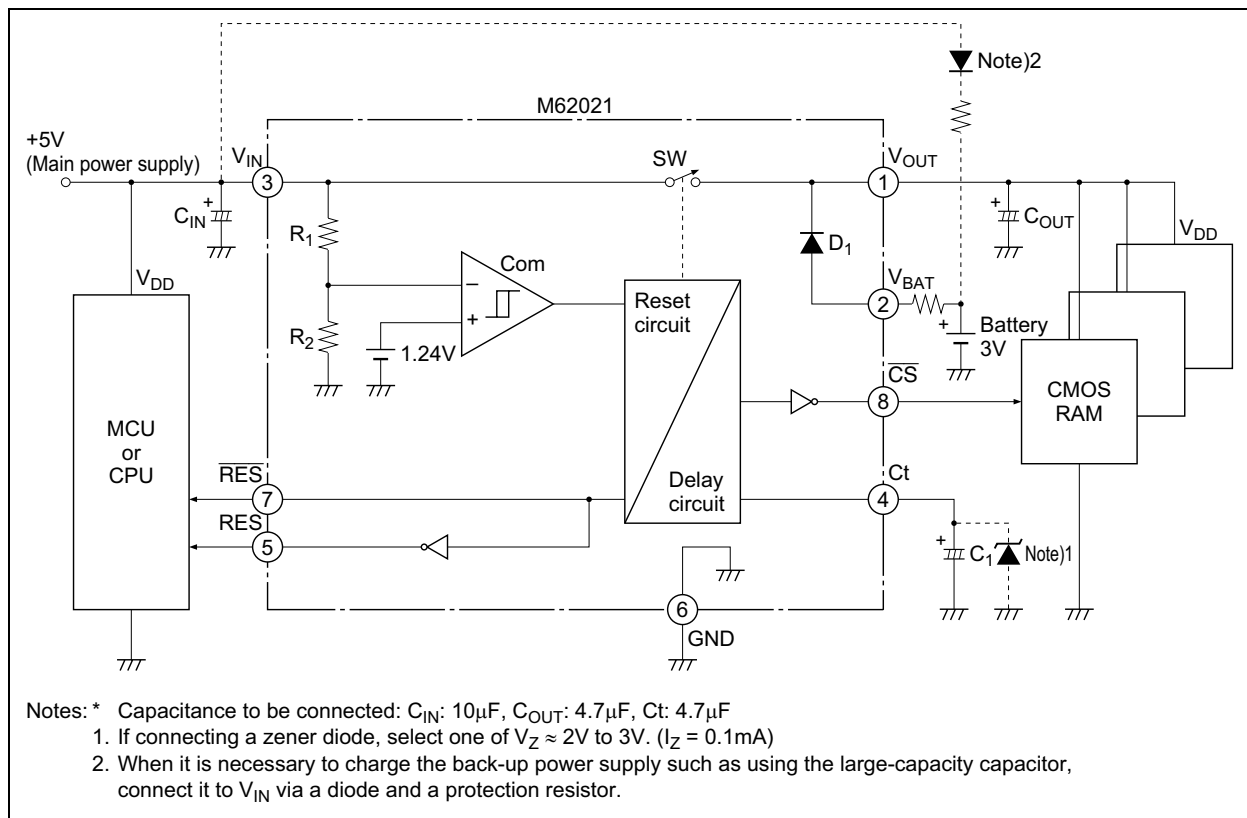 Note)2
M62021
+5V
(Main power supply)
VIN
3
SW
VOUT
1
+
CIN
R1
Com
D1
+
COUT
VDD
VDD
−
+
R2
1.24V
Reset
circuit
VBAT
2
+
Battery
3V
CS
8
CMOS
RAM
MCU
or
CPU
RES
7
Delay
circuit
Ct
4
RES
5
+
C1
Note)1
6
GND
Notes: * Capacitance to be connected: CIN: 10μF, COUT: 4.7μF, Ct: 4.7μF
1. If connecting a zener diode, select one of VZ ≈ 2V to 3V. (IZ = 0.1mA)
2. When it is necessary to charge the back-up power supply such as using the large-capacity capacitor,
connect it to VIN via a diode and a protection resistor.